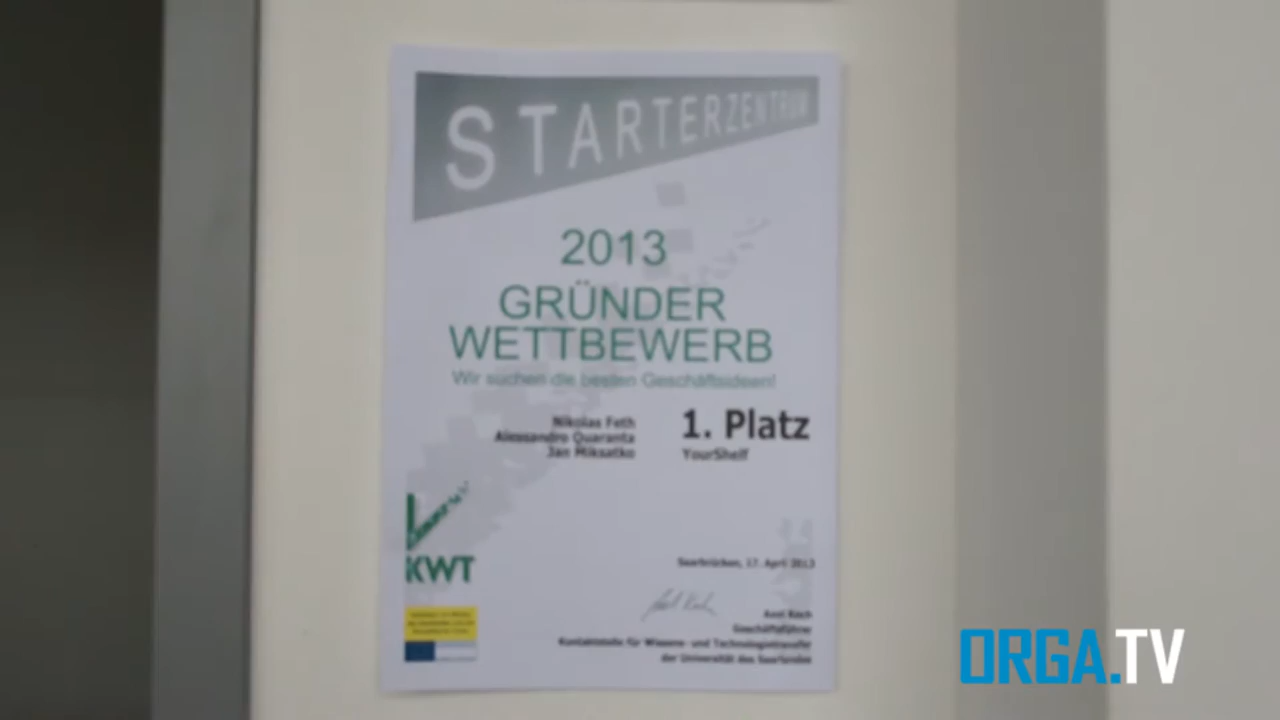 STARTERZENTRUM
2013
GRÜNDER
WETTBEWERB
Wir suchen die besten Geschäftsideen!
Nikolas Feth
Alessandro Quaranta
Jan Miksatko
1. Platz
YourShelf
KWT
Saarbrücken, 17. April 2013
Axel Koch
Geschäftsführer
Kontaktstelle für Wissens- und Technologietransfer
der Universität des Saarlandes
ORGA.TV